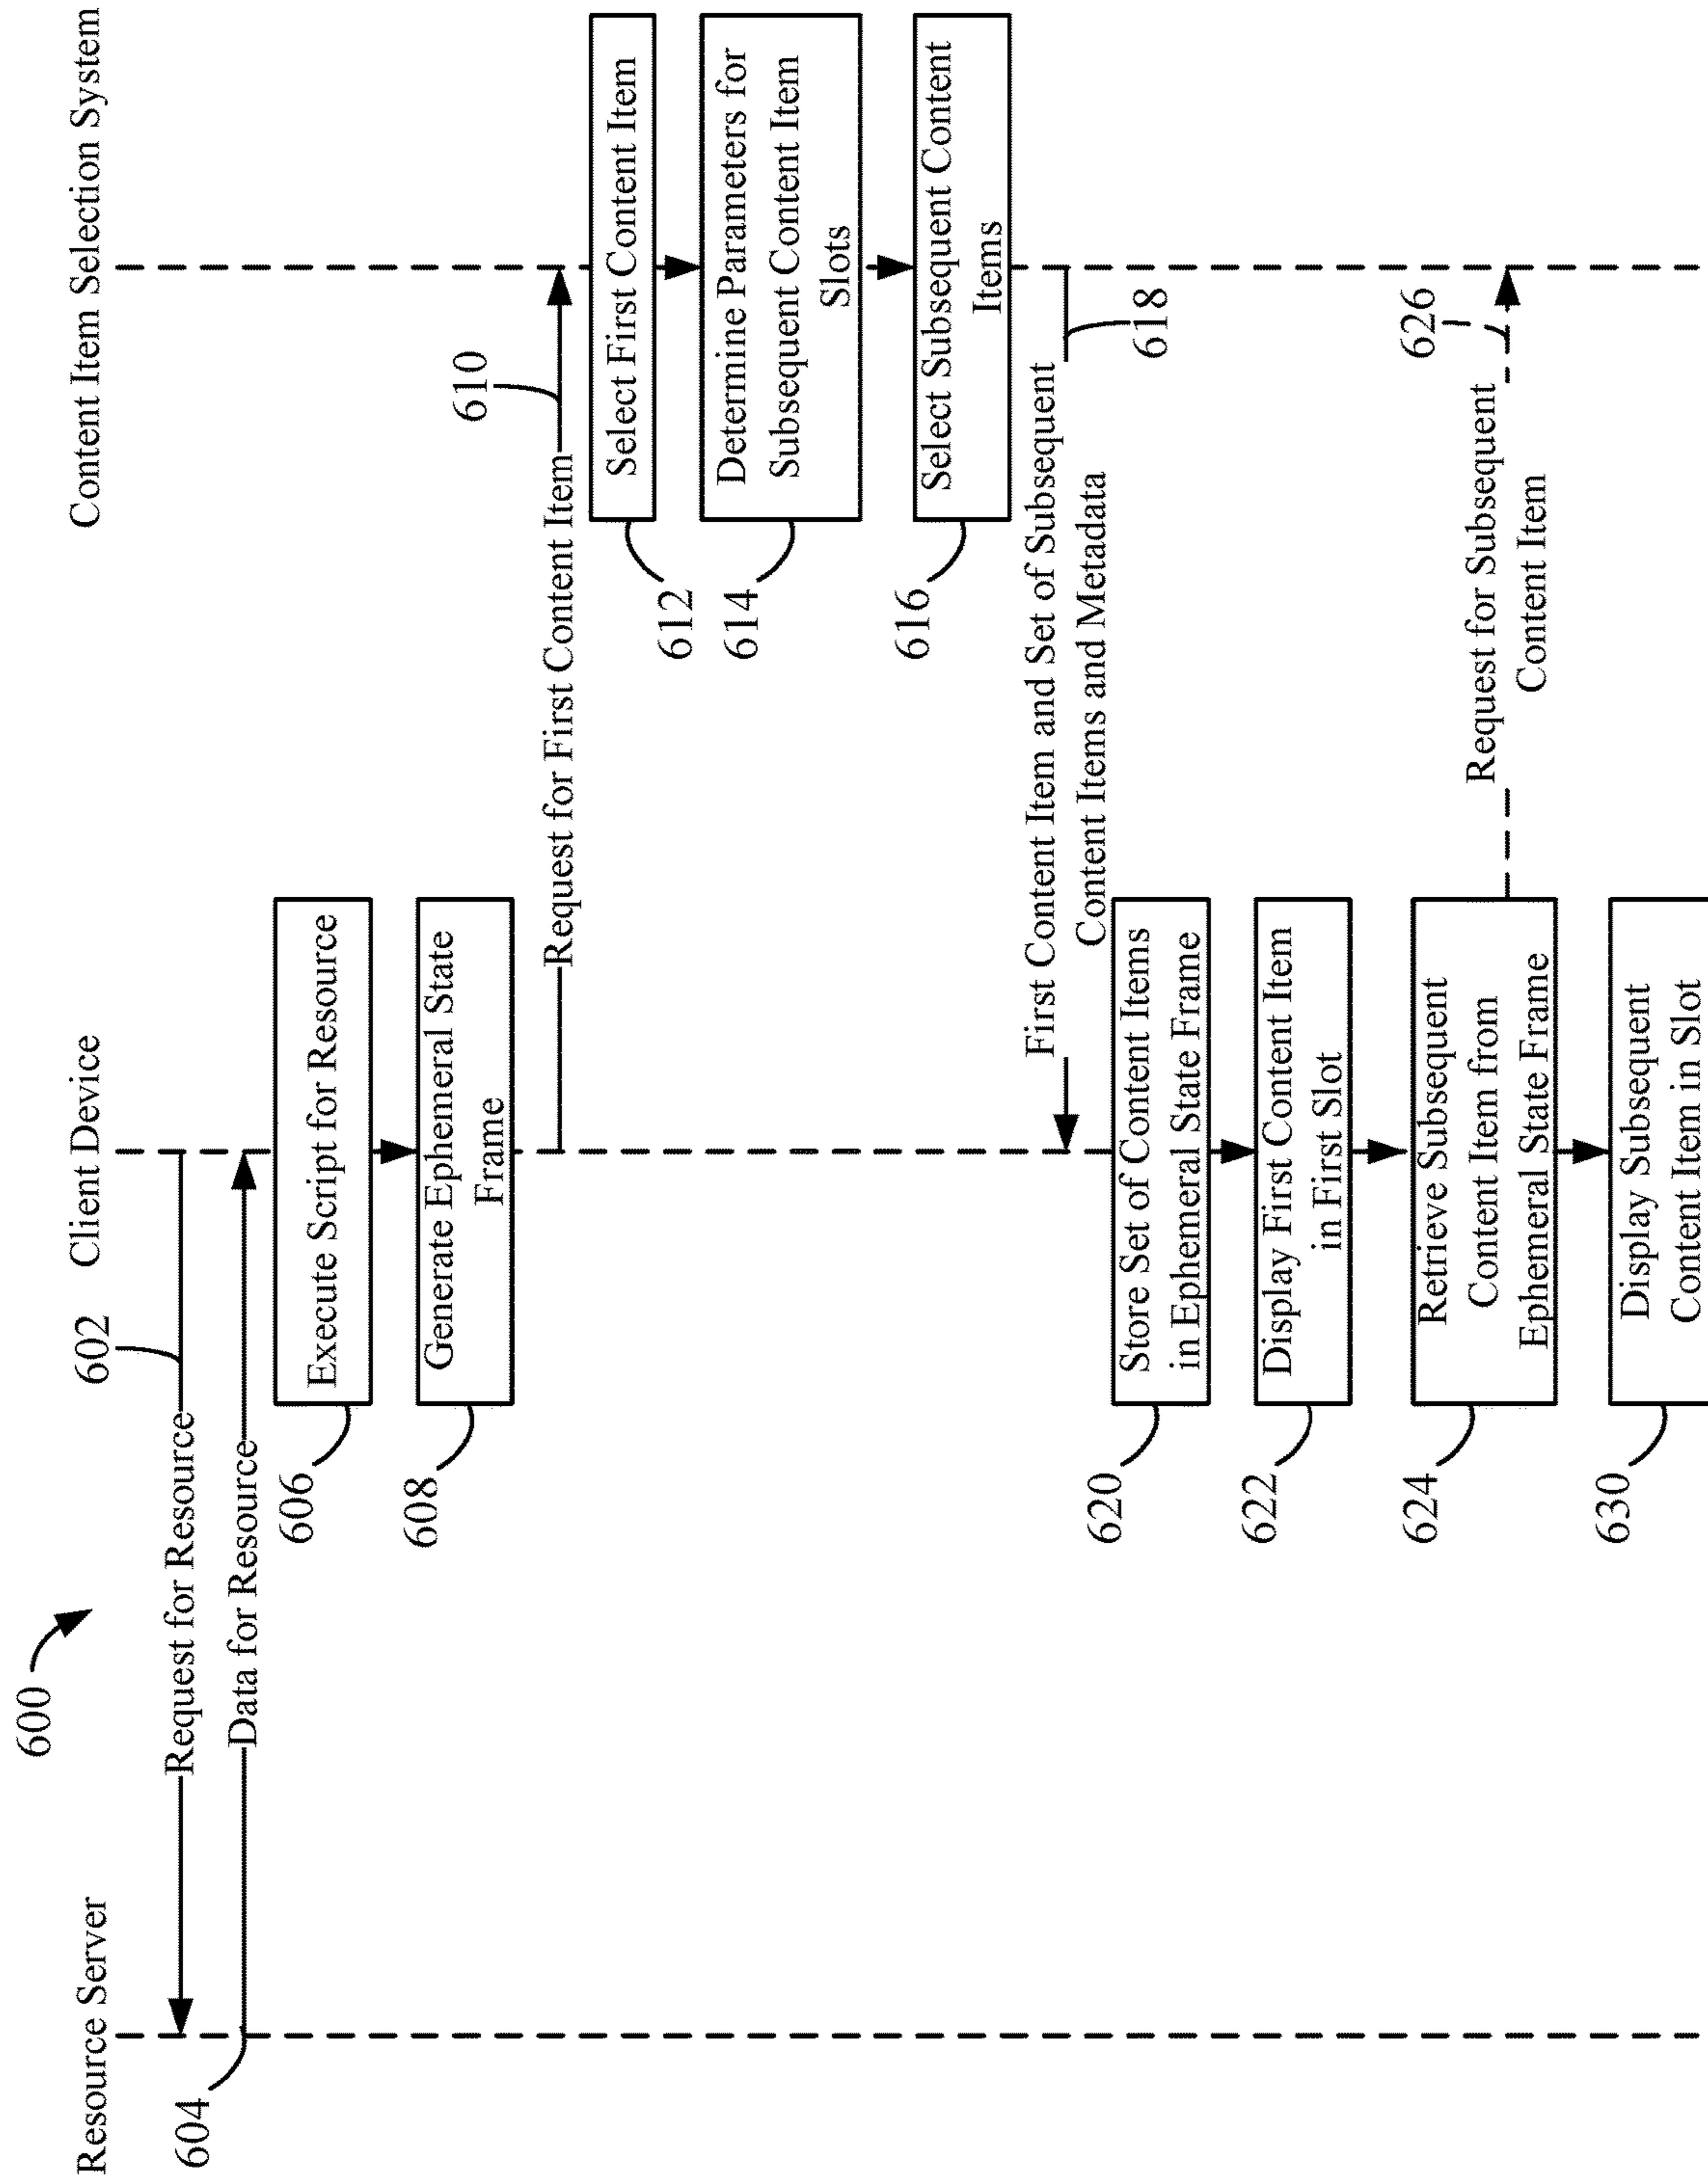 600
Resource Server
Client Device
Content Item Selection System
602
Request for Resource
604
Data for Resource
606
Execute Script for Resource
608
Generate Ephemeral State
Frame
610
Request for First Content Item
612
Select First Content Item
614
Determine Parameters for
Subsequent Content Item
Slots
616
Select Subsequent Content
Items
First Content Item and Set of Subsequent
Content Items and Metadata
618
620
Store Set of Content Items
in Ephemeral State Frame
622
Display First Content Item
in First Slot
624
Retrieve Subsequent
Content Item from
Ephemeral State Frame
Request for Subsequent
Content Item
626
630
Display Subsequent
Content Item in Slot